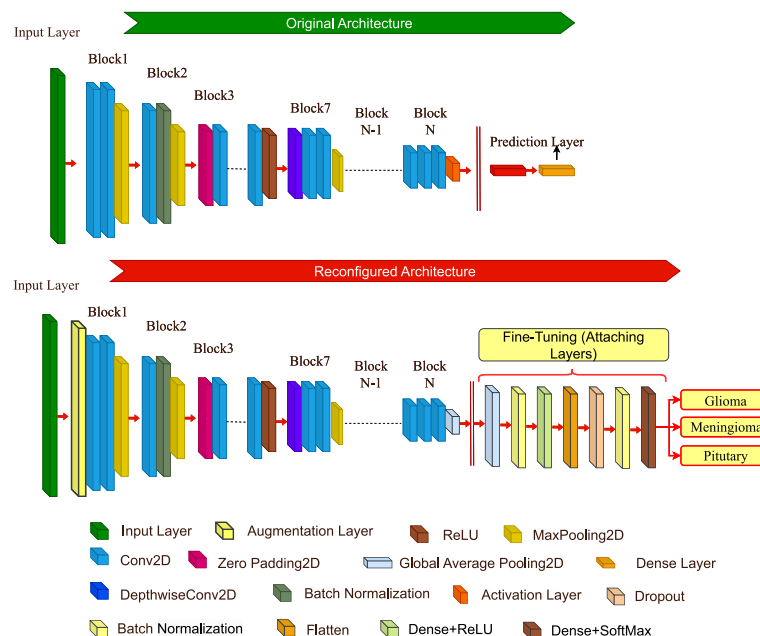 Original Architecture
Input Layer
Block1
Block2
Block3
Block7
Block
N-1
Block
N
Prediction Layer
Reconfigured Architecture
Input Layer
Block1
Block2
Block3
Block7
Block
N-1
Block
N
Fine-Tuning (Attaching
Layers)
Glioma
Meningioma
Pitutary
Input Layer
Augmentation Layer
ReLU
MaxPooling2D
Conv2D
Zero Padding2D
Global Average Pooling2D
Dense Layer
DepthwiseConv2D
Batch Normalization
Activation Layer
Dropout
Batch Normalization
Flatten
Dense+ReLU
Dense+SoftMax